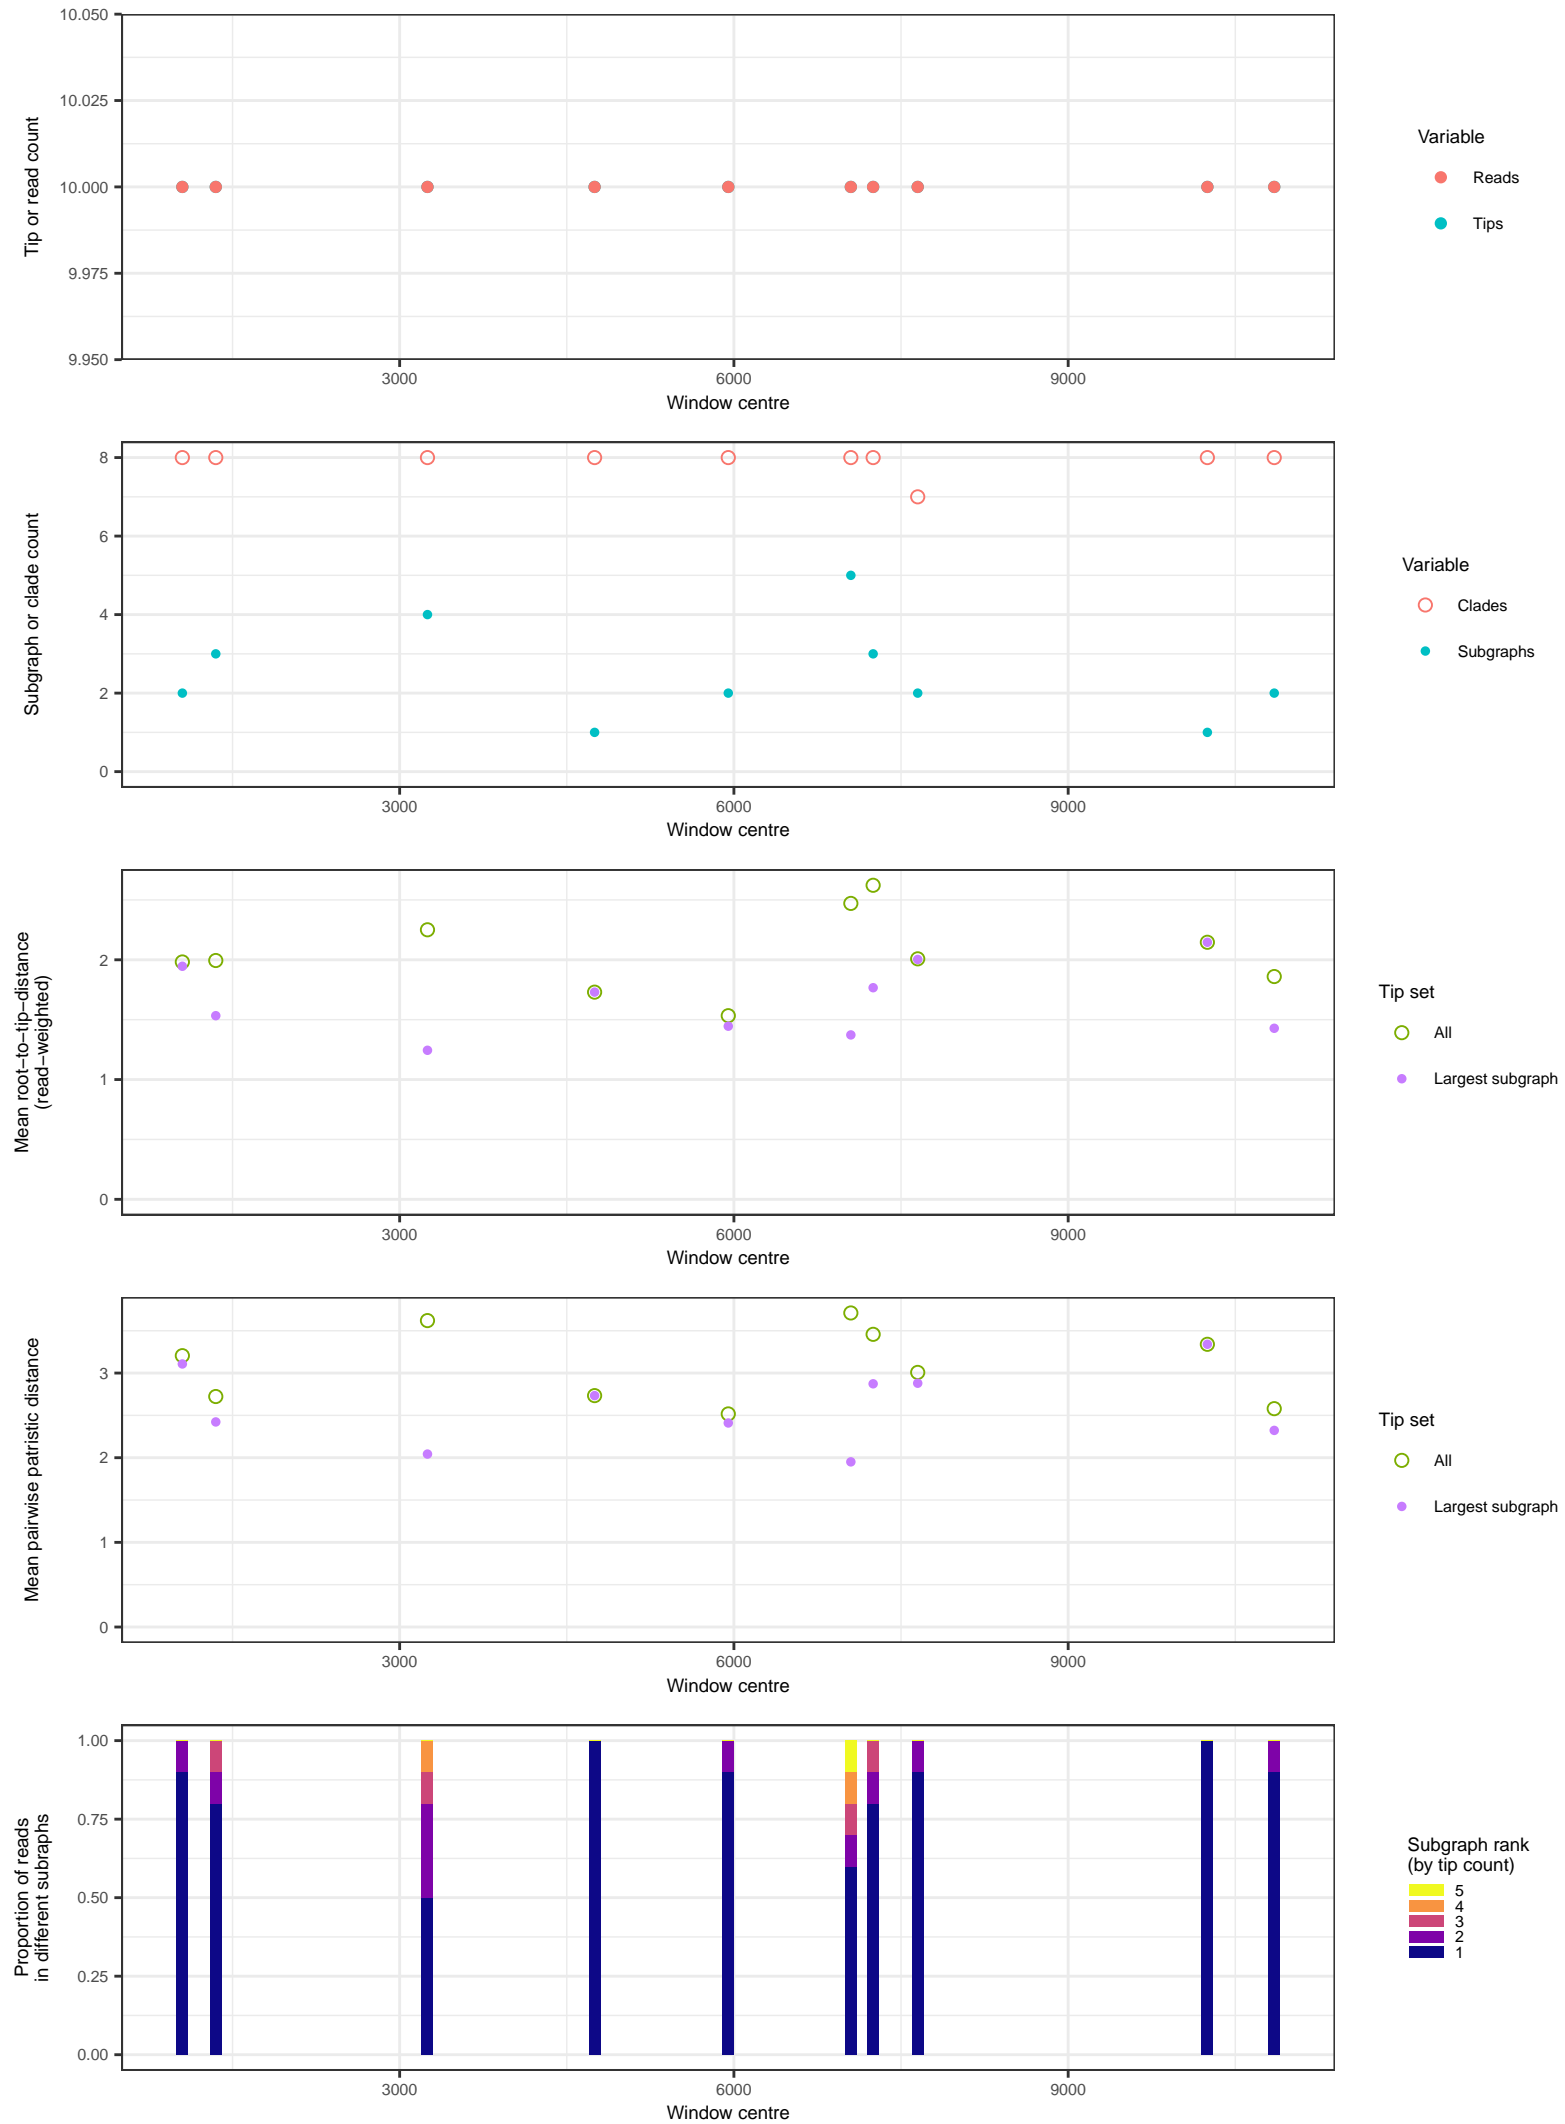 10.050
10.025
10.000
9.975
9.950
Tip or read count
3000 6000 9000
Window centre
Variable
Reads
Tips
8
6
4
2
0
Subgraph or clade count
3000 6000 9000
Window centre
Variable
Clades
Subgraphs
2
1
0
Mean root−to−tip−distance
(read−weighted)
3000 6000 9000
Window centre
Tip set
All
Largest subgraph
3
2
1
0
Mean pairwise patristic distance
3000 6000 9000
Window centre
Tip set
All
Largest subgraph
1.00
0.75
0.50
0.25
0.00
Proportion of reads
in different subraphs
3000 6000 9000
Window centre
Subgraph rank
(by tip count)
5
4
3
2
1